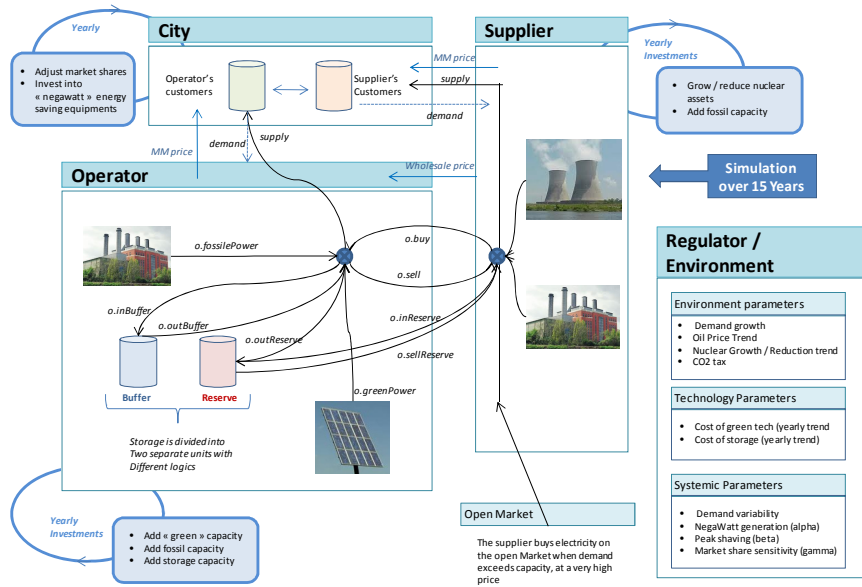 Yearly
City
Supplier
Yearly
Investments
• Adjust market shares
• Invest into
« negawatt » energy
saving equipments
Operator's
customers
Supplier's
Customers
MM price
supply
demand
• Grow / reduce nuclear
assets
• Add fossil capacity
MM price
demand
supply
Operator
Wholesale price
Simulation
over 15 Years
o.fossilePower
o.buy
o.sell
o.inBuffer
o.outBuffer
o.outReserve
o.inReserve
o.sellReserve
o.greenPower
Buffer
Reserve
Storage is divided into
Two separate units with
Different logics
Regulator /
Environment
Environment parameters
• Demand growth
• Oil Price Trend
• Nuclear Growth / Reduction trend
• CO2 tax
Technology Parameters
• Cost of green tech (yearly trend
• Cost of storage (yearly trend)
Systemic Parameters
• Demand variability
• NegaWatt generation (alpha)
• Peak shaving (beta)
• Market share sensitivity (gamma)
Yearly
Investments
• Add « green » capacity
• Add fossil capacity
• Add storage capacity
Open Market
The supplier buys electricity on
the open Market when demand
exceeds capacity, at a very high
price